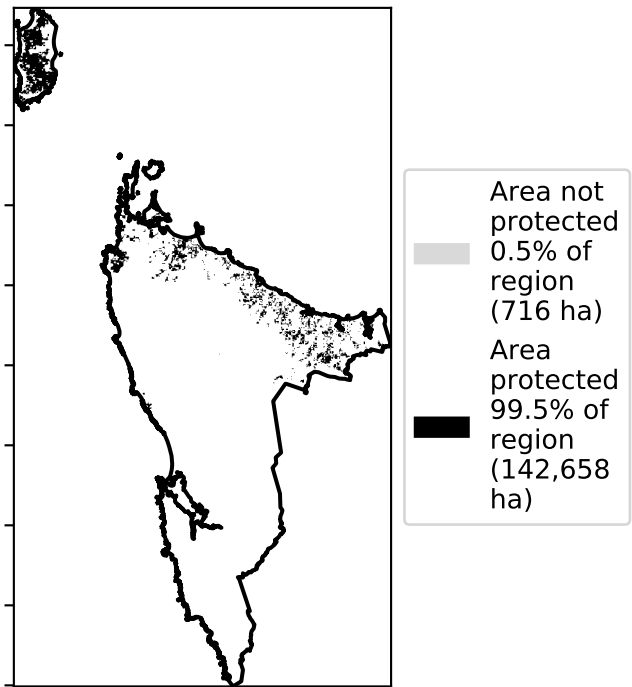 Area not
protected
0.5% of
region
(716 ha)
Area
protected
99.5% of
region
(142,658
ha)